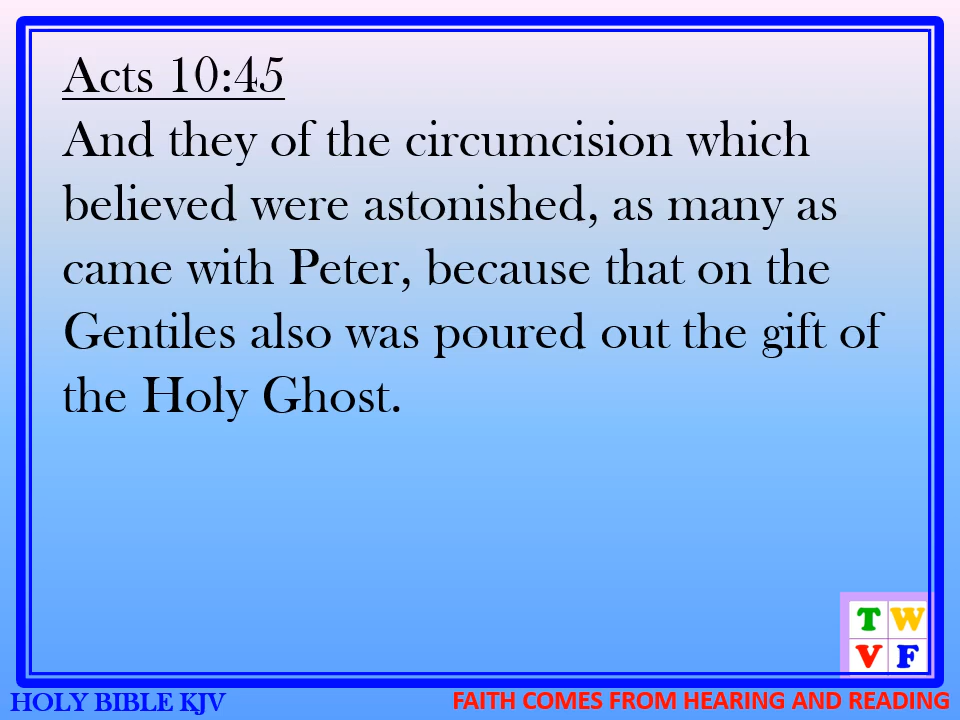 Acts 10:45
And they of the circumcision which
believed were astonished, as many as
came with Peter, because that on the
Gentiles also was poured out the gift of
the Holy Ghost.
T W
V F
HOLY BIBLE KJV
FAITH COMES FROM HEARING AND READING